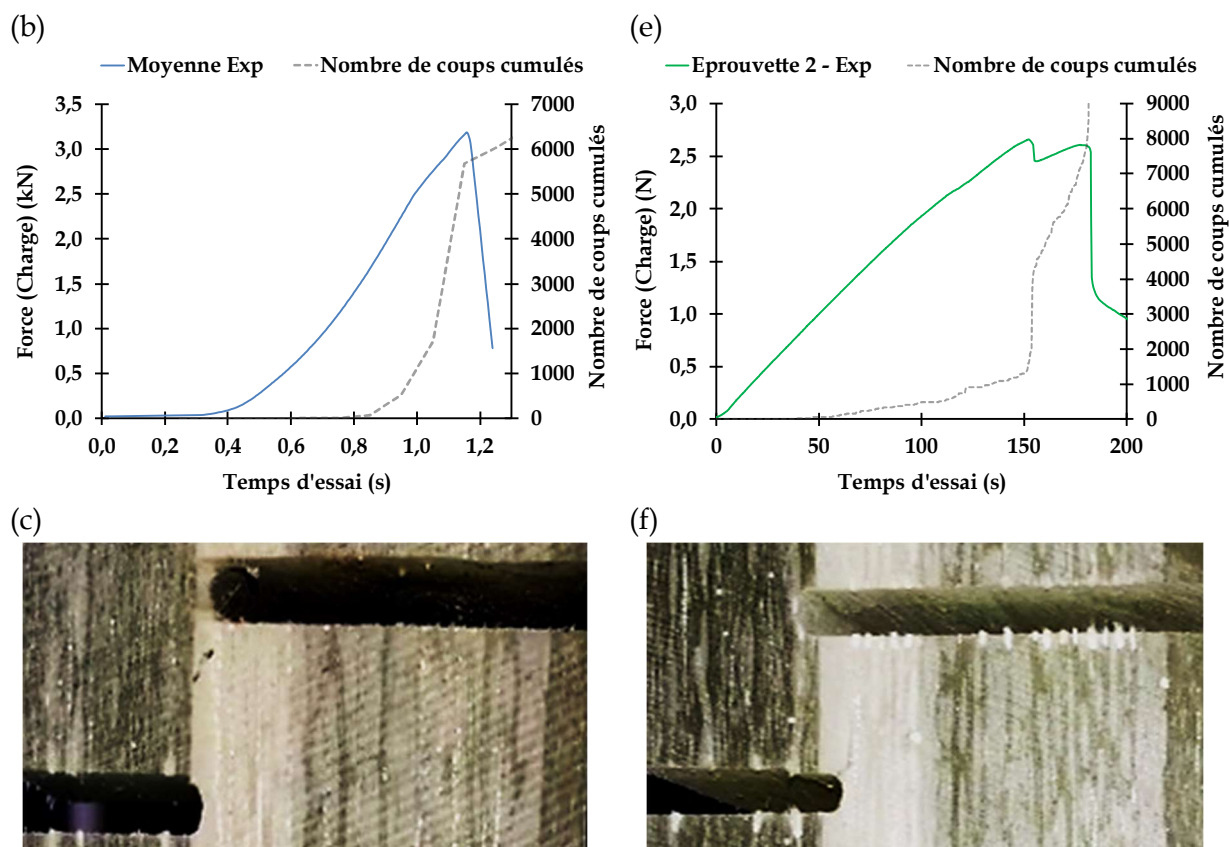 (b)
Moyenne Exp Nombre de coups cumulés
Force (Charge) (kN)
3,5
3,0
2,5
2,0
1,5
1,0
0,5
0,0
7000
6000
5000
4000
3000
2000
1000
0
Nombre de coups cumulés
0,0 0,2 0,4 0,6 0,8 1,0 1,2
Temps d'essai (s)
(e)
Eprouvette 2 - Exp Nombre de coups cumulés
Force (Charge) (N)
3,0
2,5
2,0
1,5
1,0
0,5
0,0
9000
8000
7000
6000
5000
4000
3000
2000
1000
0
Nombre de coups cumulés
0 50 100 150 200
Temps d'essai (s)
(c)
(f)